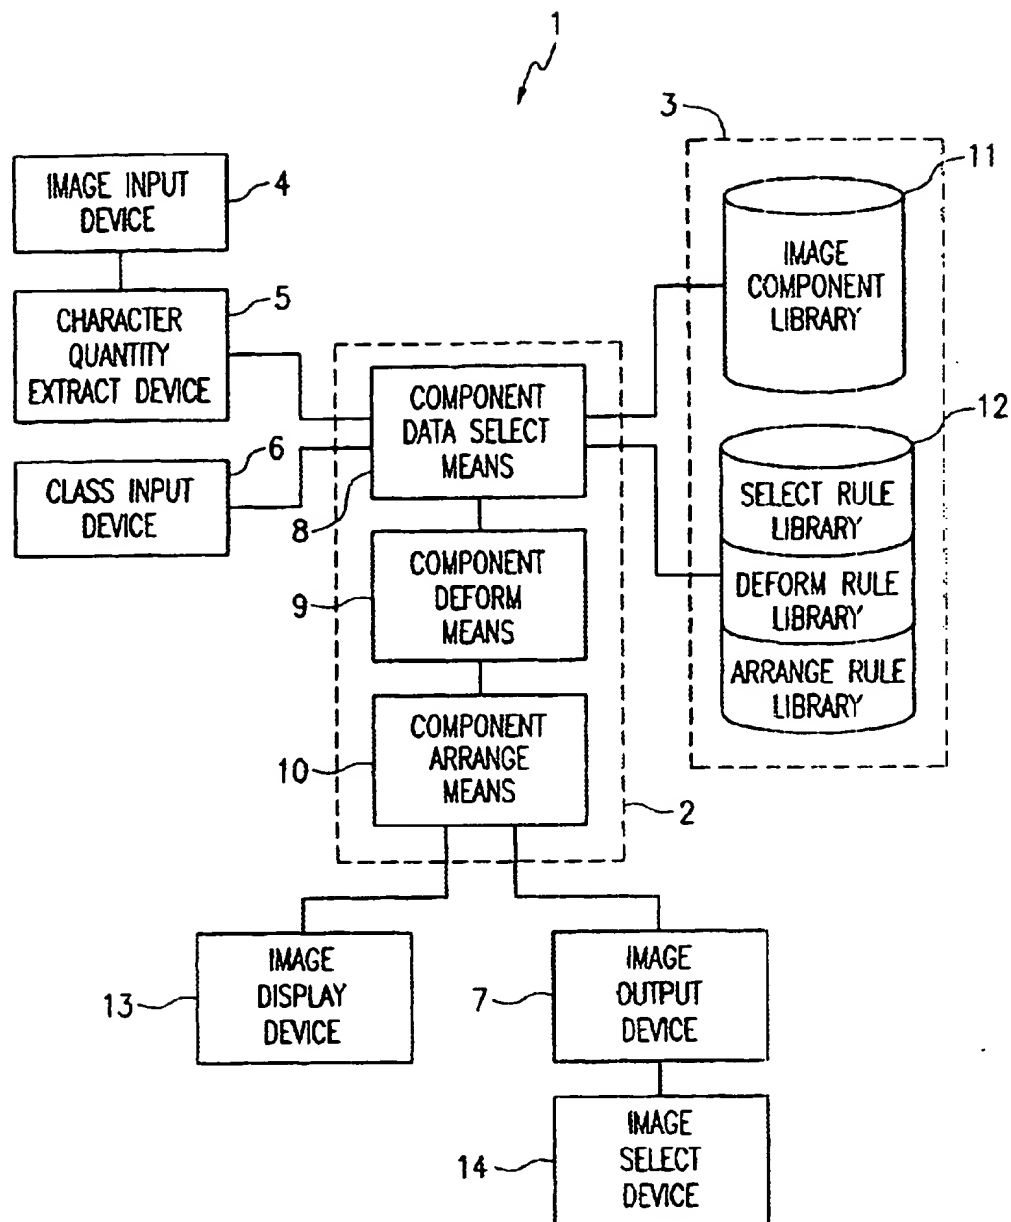 1
3
11
IMAGE INPUT
DEVICE
4
IMAGE
COMPONENT
LIBRARY
5
CHARACTER
QUANTITY
EXTRACT DEVICE
COMPONENT
DATA SELECT
MEANS
8
12
6
CLASS INPUT
DEVICE
SELECT RULE
LIBRARY
DEFORM RULE
LIBRARY
ARRANGE RULE
LIBRARY
COMPONENT
DEFORM
MEANS
9
COMPONENT
ARRANGE
MEANS
10
2
IMAGE
DISPLAY
DEVICE
13
IMAGE
OUTPUT
DEVICE
7
IMAGE
SELECT
DEVICE
14